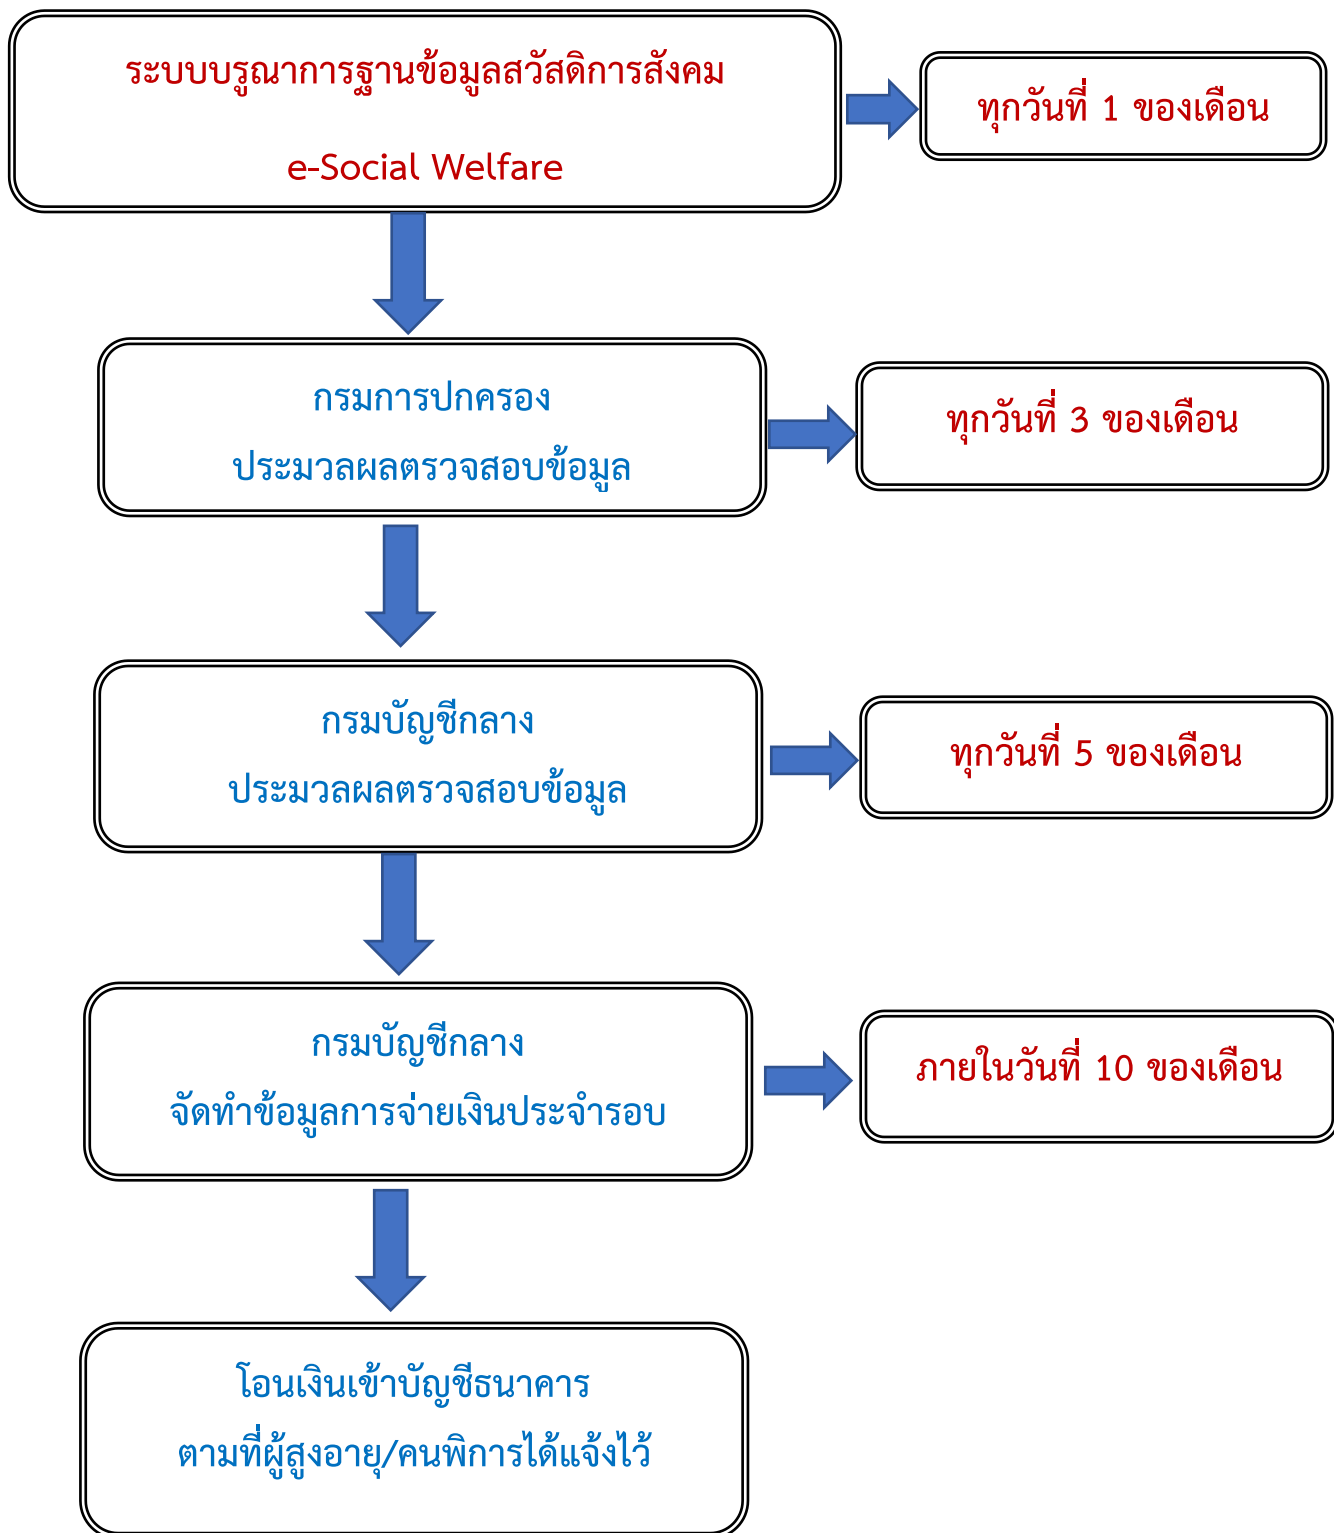 ระบบบรูณาการฐานข้อมูลสวัสดิการสังคม
e-Social Welfare
ทุกวันที่ 1 ของเดือน
กรมการปกครอง
ประมวลผลตรวจสอบข้อมูล
ทุกวันที่ 3 ของเดือน
กรมบัญชีกลาง
ประมวลผลตรวจสอบข้อมูล
ทุกวันที่ 5 ของเดือน
กรมบัญชีกลาง
จัดทำข้อมูลการจ่ายเงินประจำรอบ
ภายในวันที่ 10 ของเดือน
โอนเงินเข้าบัญชีธนาคาร
ตามที่ผู้สูงอายุ/คนพิการได้แจ้งไว้